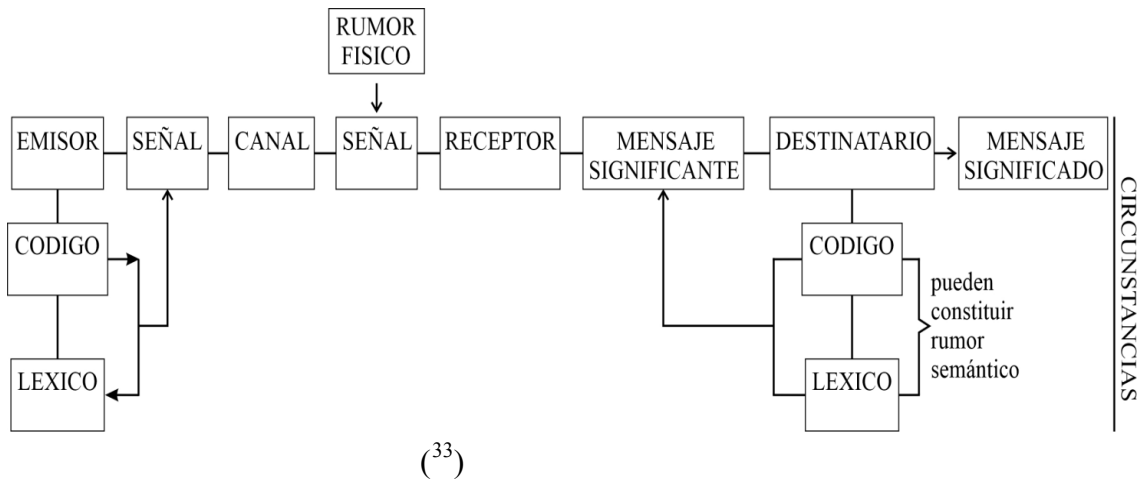 RUMOR
FISICO
EMISOR
SEÑAL
CANAL
SEÑAL
RECEPTOR
MENSAJE
SIGNIFICANTE
DESTINATARIO
MENSAJE
SIGNIFICADO
CODIGO
LEXICO
CODIGO
LEXICO
pueden
constituir
rumor
semántico
CIRCUNSTANCIAS
(33)